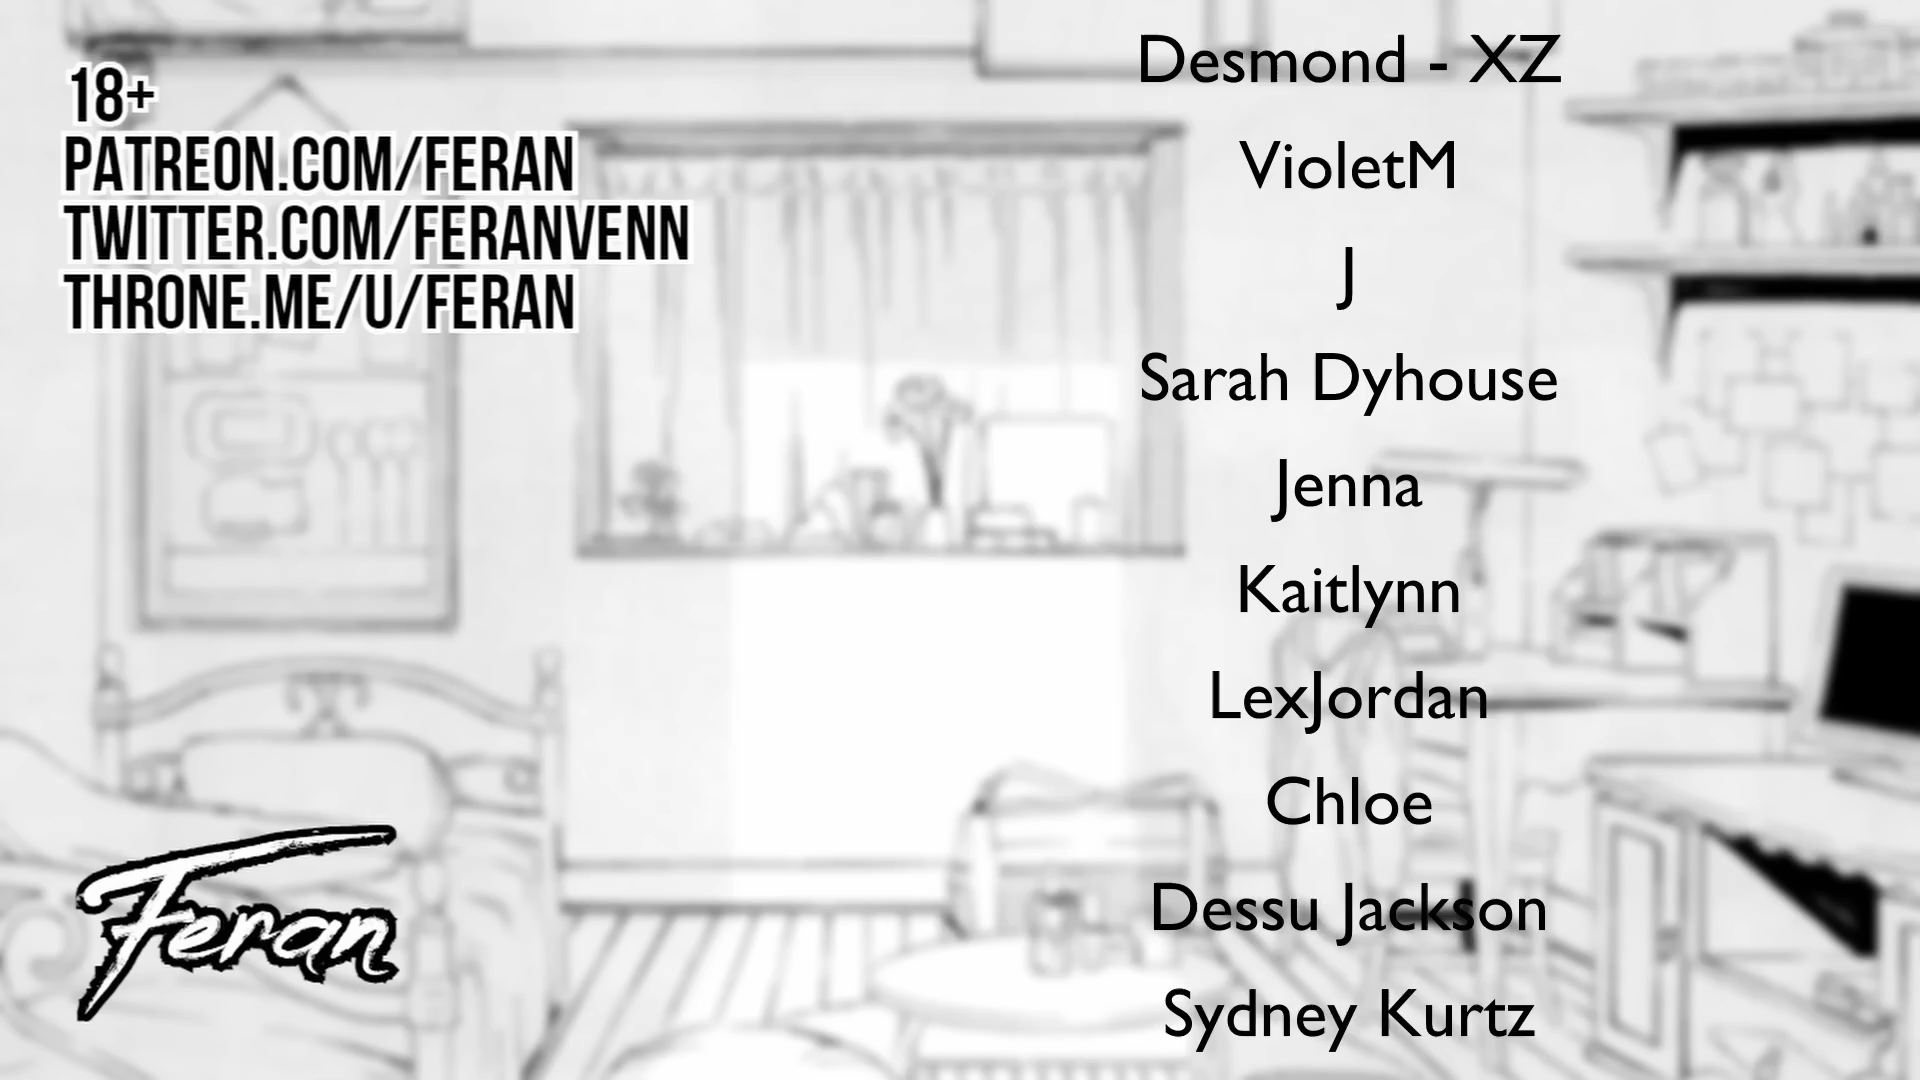 18+
PATREON.COM/FERAN
TWITTER.COM/FERANVENN
THRONE.ME/U/FERAN
Desmond - XZ
VioletM
J
Sarah Dyhouse
Jenna
Kaitlynn
LexJordan
Chloe
Dessu Jackson
Sydney Kurtz
Feran